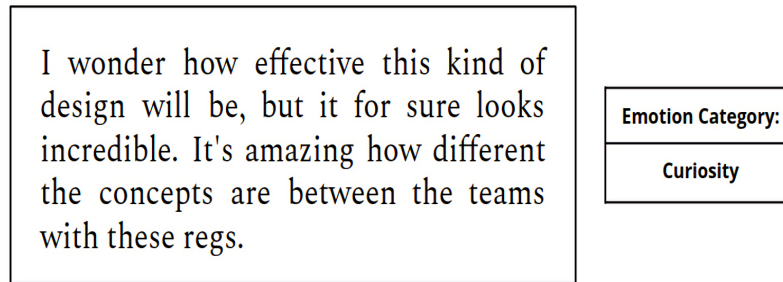 I wonder how effective this kind of
design will be, but it for sure looks
incredible. It's amazing how different
the concepts are between the teams
with these regs.
Emotion Category:
Curiosity